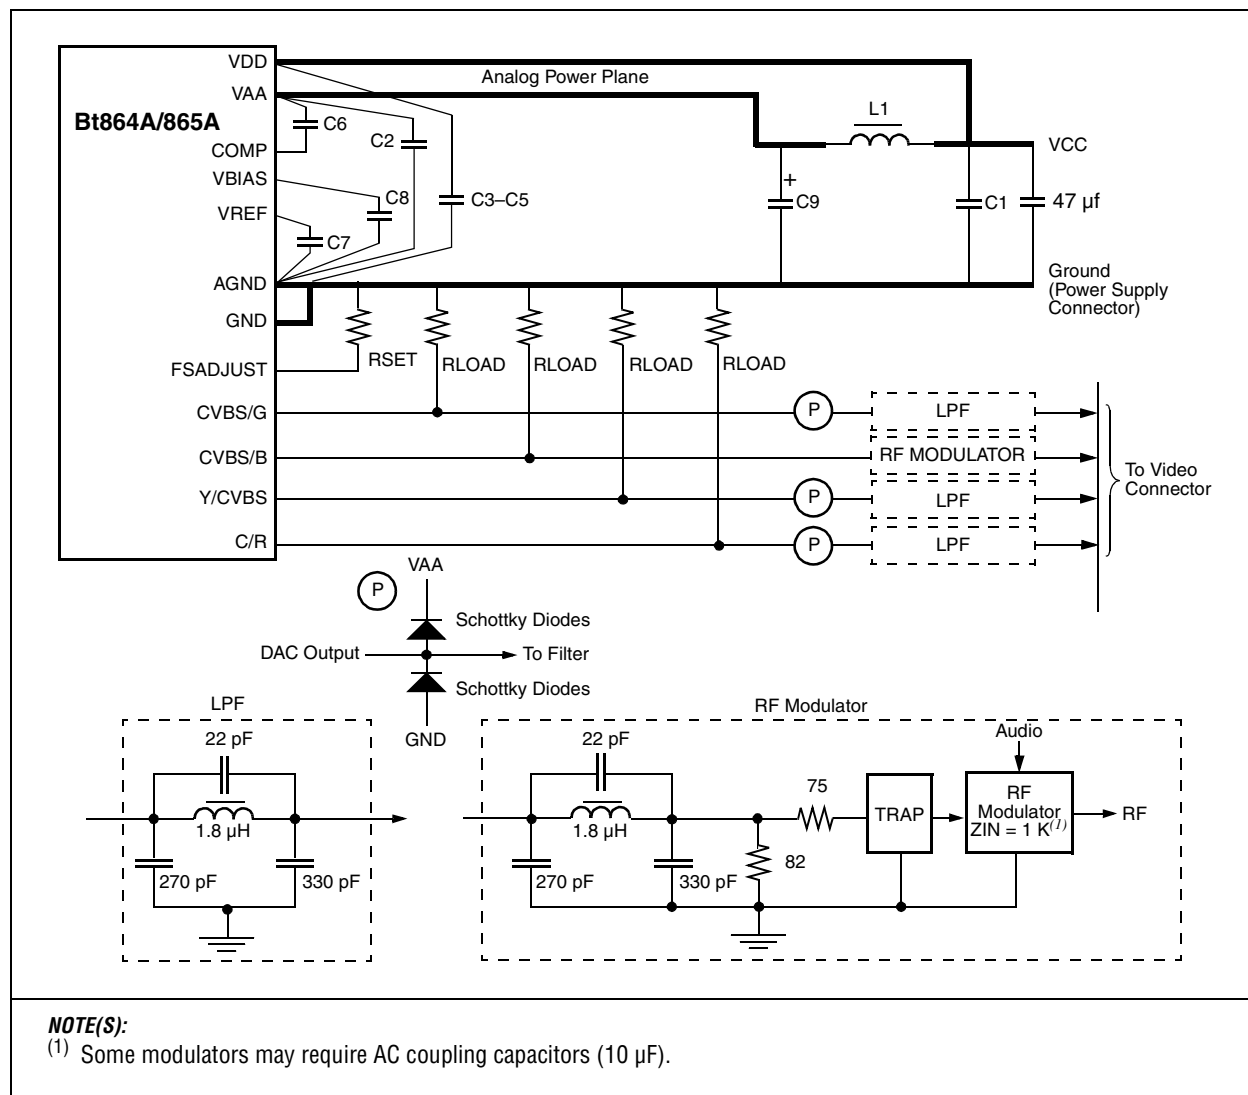 VDD
Analog Power Plane
VAA
L1
Bt864A/865A
C6
C2
COMP
VCC
VBIAS
+
C8
C3–C5
C9
C1
47 µf
VREF
C7
AGND
Ground
(Power Supply
Connector)
GND
RSET
RLOAD
RLOAD
RLOAD
RLOAD
FSADJUST
CVBS/G
P
LPF
CVBS/B
RF MODULATOR
To Video
Connector
Y/CVBS
P
LPF
C/R
P
LPF
VAA
P
Schottky Diodes
DAC Output
To Filter
Schottky Diodes
GND
LPF
22 pF
1.8 µH
270 pF
330 pF
RF Modulator
22 pF
Audio
75
1.8 µH
TRAP
RF
Modulator
ZIN = 1 K(1)
RF
82
270 pF
330 pF
NOTE(S):
(1) Some modulators may require AC coupling capacitors (10 µF).